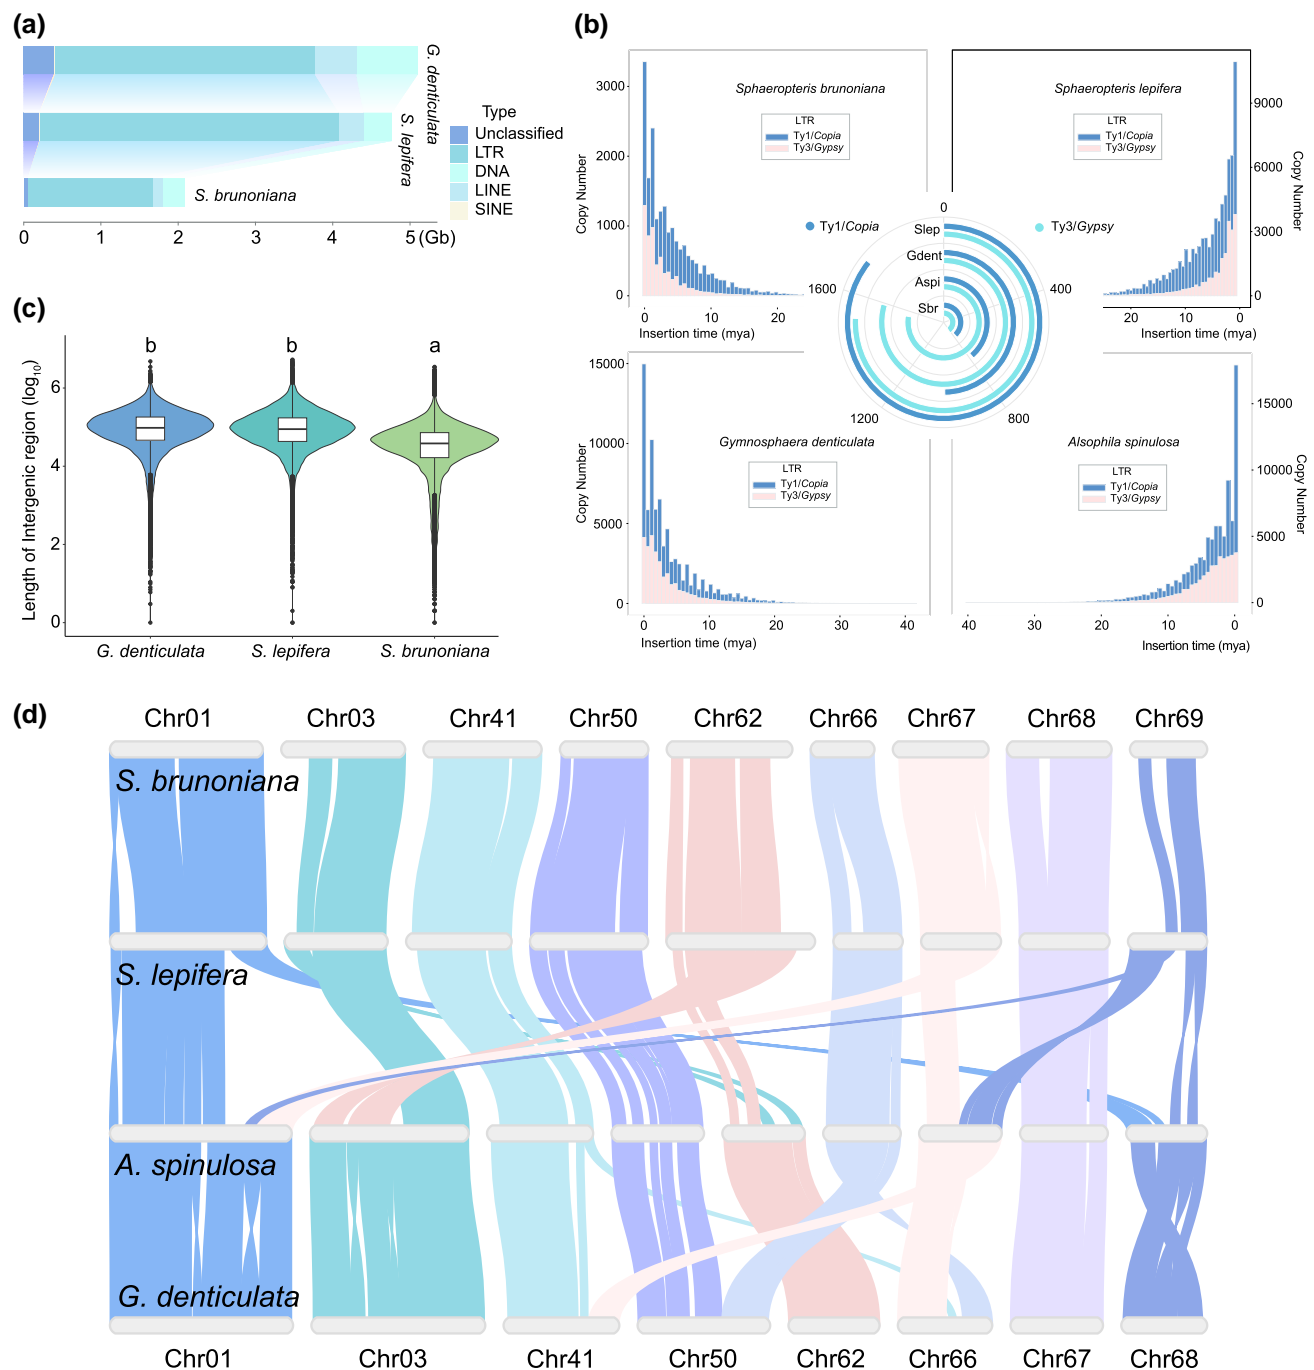 (a)
G. denticulata
S. lepifera
S. brunoniana
Type
Unclassified
LTR
DNA
LINE
SINE
0 1 2 3 4 5 (Gb)
(b)
Sphaeropteris brunoniana
LTR
Ty1/Copia
Ty3/Gypsy
Copy Number
3000
2000
1000
0
0 10 20
Insertion time (mya)
Sphaeropteris lepifera
LTR
Ty1/Copia
Ty3/Gypsy
Copy Number
9000
6000
3000
0
20 10 0
Insertion time (mya)
Ty1/Copia
Ty3/Gypsy
0
400
800
1200
1600
Slep
Gdent
Aspi
Sbr
Gymnosphaera denticulata
LTR
Ty1/Copia
Ty3/Gypsy
Copy Number
15000
10000
5000
0
0 10 20 30 40
Insertion time (mya)
Alsophila spinulosa
LTR
Ty1/Copia
Ty3/Gypsy
Copy Number
15000
10000
5000
0
40 30 20 10 0
Insertion time (mya)
(c)
Length of Intergenic region (log10)
6
4
2
0
b b a
G. denticulata S. lepifera S. brunoniana
(d)
Chr01 Chr03 Chr41 Chr50 Chr62 Chr66 Chr67 Chr68 Chr69
S. brunoniana
S. lepifera
A. spinulosa
G. denticulata
Chr01 Chr03 Chr41 Chr50 Chr62 Chr66 Chr67 Chr68